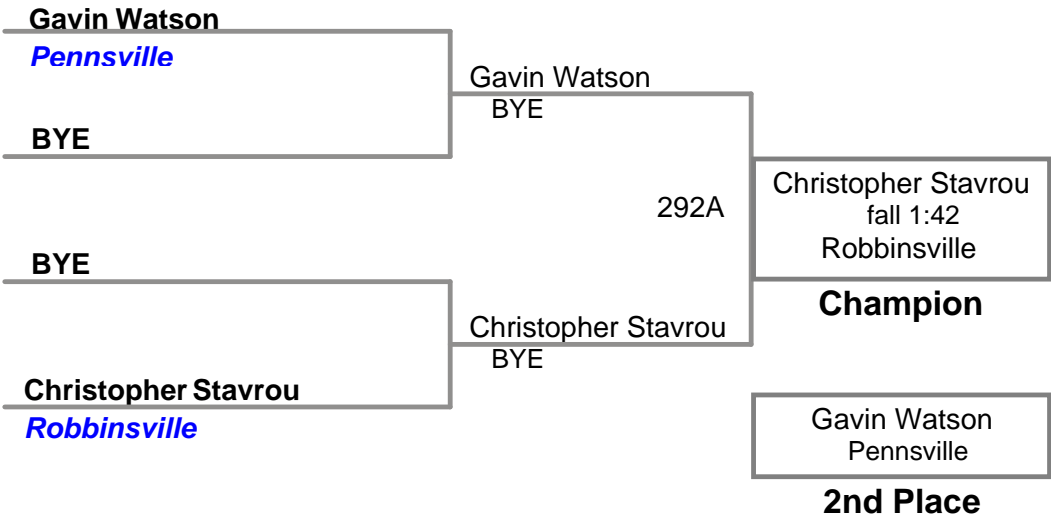 Gavin Watson
Pennsville
BYE
BYE
Christopher Stavrou
Robbinsville
Gavin Watson
BYE
Christopher Stavrou
BYE
292A
Christopher Stavrou
fall 1:42
Robbinsville
Champion
Gavin Watson
Pennsville
2nd Place